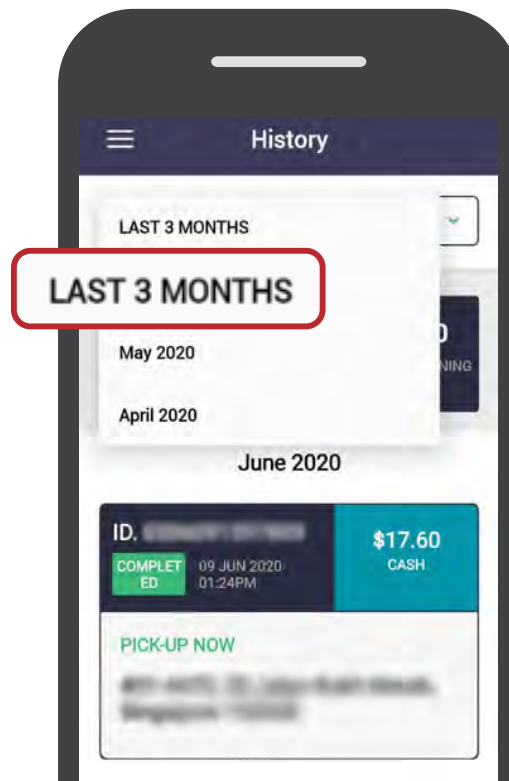 History
LAST 3 MONTHS
LAST 3 MONTHS
May 2020
April 2020
June 2020
ID.
$17.60
COMPLET
ED
09 JUN 2020
01:24PM
CASH
PICK-UP NOW